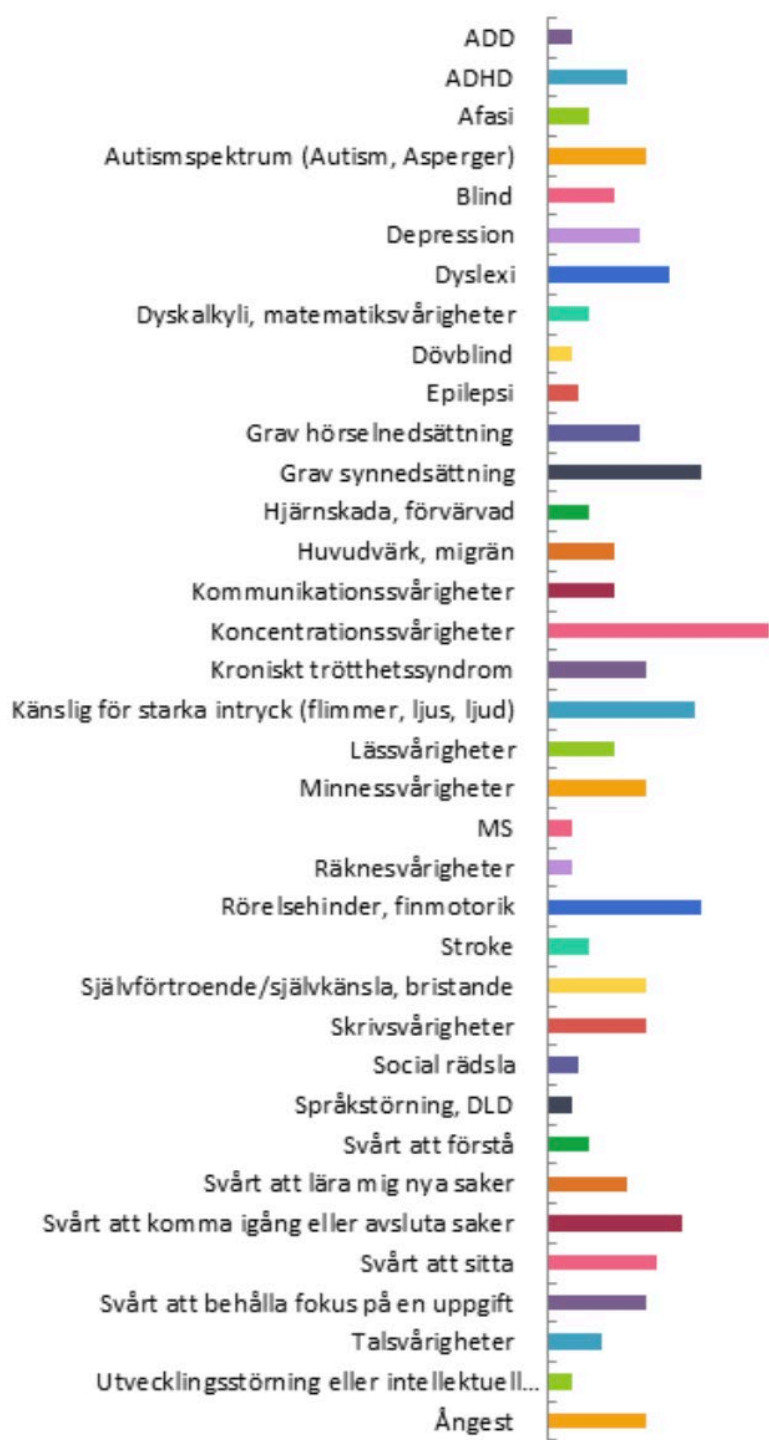 ADD
ADHD
Afasi
Autismspektrum (Autism, Asperger)
Blind
Depression
Dyslexi
Dyskalkyli, matematiksvårigheter
Dövblind
Epilepsi
Grav hörselnedsättning
Grav synnedsättning
Hjärnskada, förvärvad
Huvudvärk, migrän
Kommunikationssvårigheter
Koncentrationssvårigheter
Kroniskt trötthetssyndrom
Känslig för starka intryck (flimmer, ljus, ljud)
Lässvårigheter
Minnessvårigheter
MS
Räknesvårigheter
Rörelsehinder, finmotorik
Stroke
Självförtroende/självkänsla, bristande
Skrivsvårigheter
Social rädsla
Språkstörning, DLD
Svårt att förstå
Svårt att lära mig nya saker
Svårt att komma igång eller avsluta saker
Svårt att sitta
Svårt att behålla fokus på en uppgift
Talsvårigheter
Utvecklingsstörning eller intellektuell...
Ångest